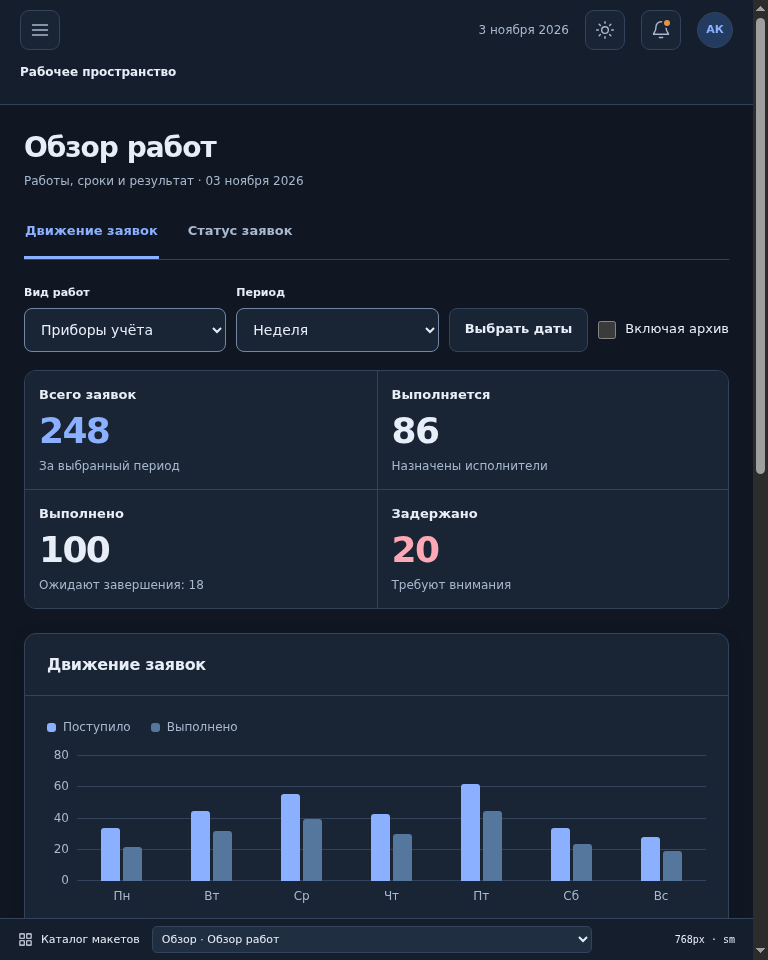 3 ноября 2026
АК
Рабочее пространство
Обзор работ
Работы, сроки и результат · 03 ноября 2026
Движение заявок
Статус заявок
Вид работ
Период
Приборы учёта
Неделя
Выбрать даты
Включая архив
Всего заявок
248
За выбранный период
Выполняется
86
Назначены исполнители
Выполнено
100
Ожидают завершения: 18
Задержано
20
Требуют внимания
Движение заявок
Поступило
Выполнено
80
60
40
20
0
Пн
Вт
Ср
Чт
Пт
Сб
Вс
Каталог макетов
Обзор · Обзор работ
768px · sm